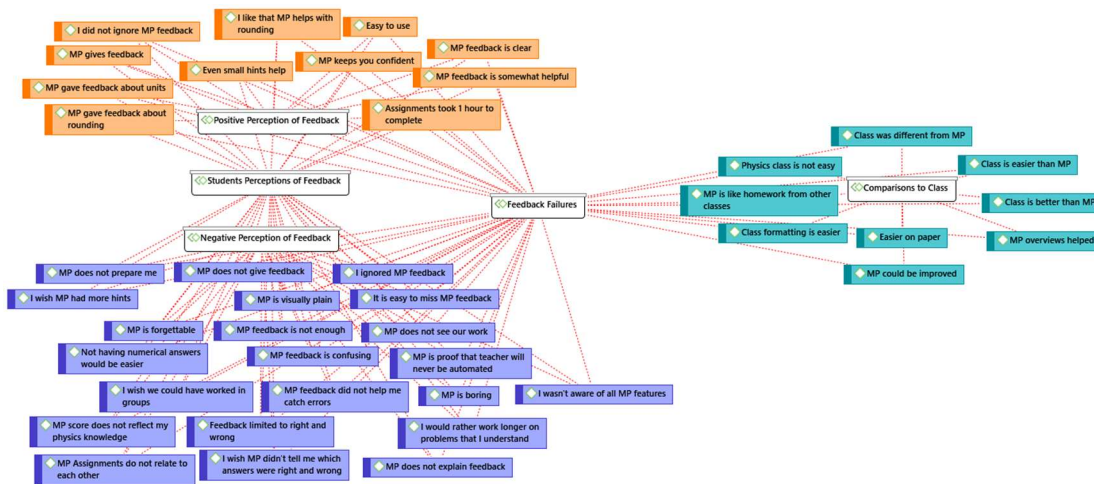 I did not ignore MP feedback
I like that MP helps with
rounding
Easy to use
MP gives feedback
Even small hints help
MP keeps you confident
MP feedback is clear
MP feedback is somewhat helpful
MP gave feedback about units
MP gave feedback about
rounding
Positive Perception of Feedback
Assignments took 1 hour to
complete
Students Perceptions of Feedback
Feedback Failures
Negative Perception of Feedback
Class was different from MP
Physics class is not easy
Class is easier than MP
MP is like homework from other
classes
Comparisons to Class
Class is better than MP
Class formatting is easier
Easier on paper
MP overviews helped
MP could be improved
MP does not prepare me
MP does not give feedback
I ignored MP feedback
I wish MP had more hints
MP is visually plain
It is easy to miss MP feedback
MP is forgettable
MP feedback is not enough
MP does not see our work
Not having numerical answers
would be easier
MP feedback is confusing
MP is proof that teacher will
never be automated
I wish we could have worked in
groups
MP feedback did not help me
catch errors
MP is boring
I wasn't aware of all MP features
MP score does not reflect my
physics knowledge
Feedback limited to right and
wrong
I would rather work longer on
problems that I understand
MP Assignments do not relate to
each other
I wish MP didn't tell me which
answers were right and wrong
MP does not explain feedback